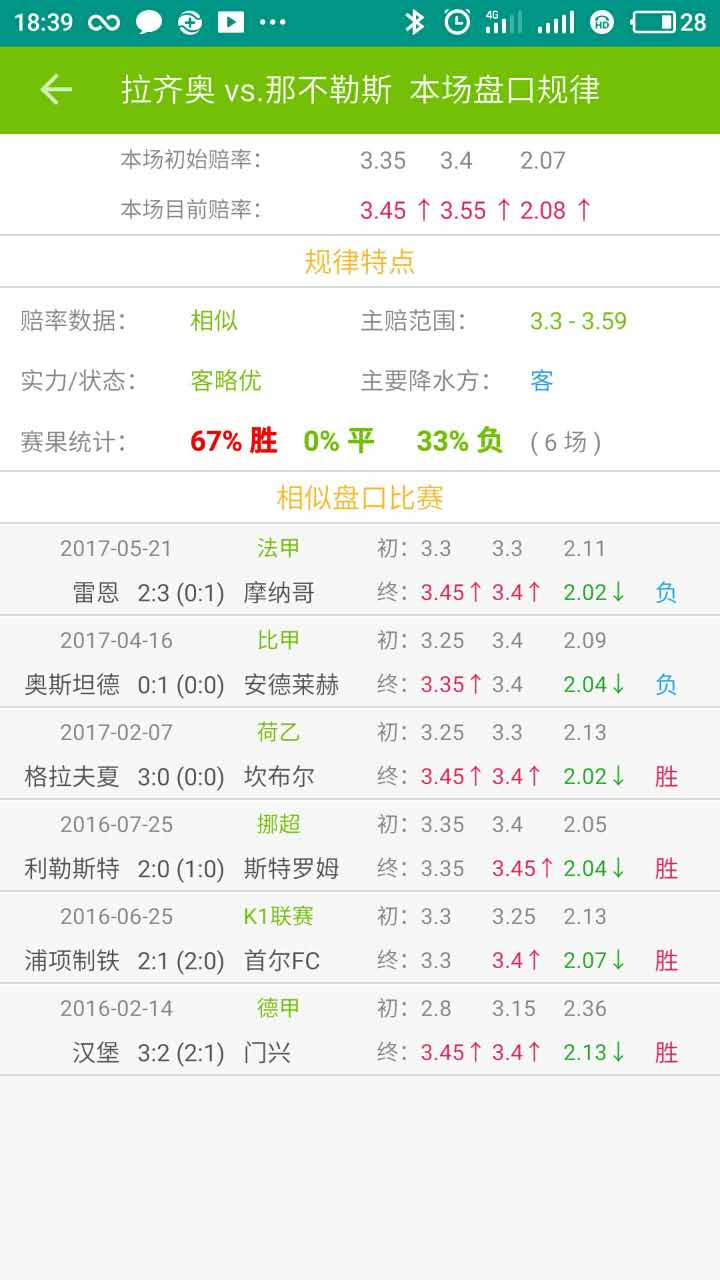 18:39 4G HD 28
拉齐奥 vs.那不勒斯 本场盘口规律
本场初始赔率： 3.35 3.4 2.07
本场目前赔率： 3.45 ↑ 3.55 ↑ 2.08 ↑
规律特点
赔率数据： 相似 主赔范围： 3.3 - 3.59
实力/状态： 客略优 主要降水方： 客
赛果统计： 67% 胜 0% 平 33% 负 ( 6 场 )
相似盘口比赛
2017-05-21 法甲 初： 3.3 3.3 2.11
雷恩 2:3 (0:1) 摩纳哥 终： 3.45↑ 3.4↑ 2.02↓ 负
2017-04-16 比甲 初： 3.25 3.4 2.09
奥斯坦德 0:1 (0:0) 安德莱赫 终： 3.35↑ 3.4 2.04↓ 负
2017-02-07 荷乙 初： 3.25 3.3 2.13
格拉夫夏 3:0 (0:0) 坎布尔 终： 3.45↑ 3.4↑ 2.02↓ 胜
2016-07-25 挪超 初： 3.35 3.4 2.05
利勒斯特 2:0 (1:0) 斯特罗姆 终： 3.35 3.45↑ 2.04↓ 胜
2016-06-25 K1联赛 初： 3.3 3.25 2.13
浦项制铁 2:1 (2:0) 首尔FC 终： 3.3 3.4↑ 2.07↓ 胜
2016-02-14 德甲 初： 2.8 3.15 2.36
汉堡 3:2 (2:1) 门兴 终： 3.45↑ 3.4↑ 2.13↓ 胜